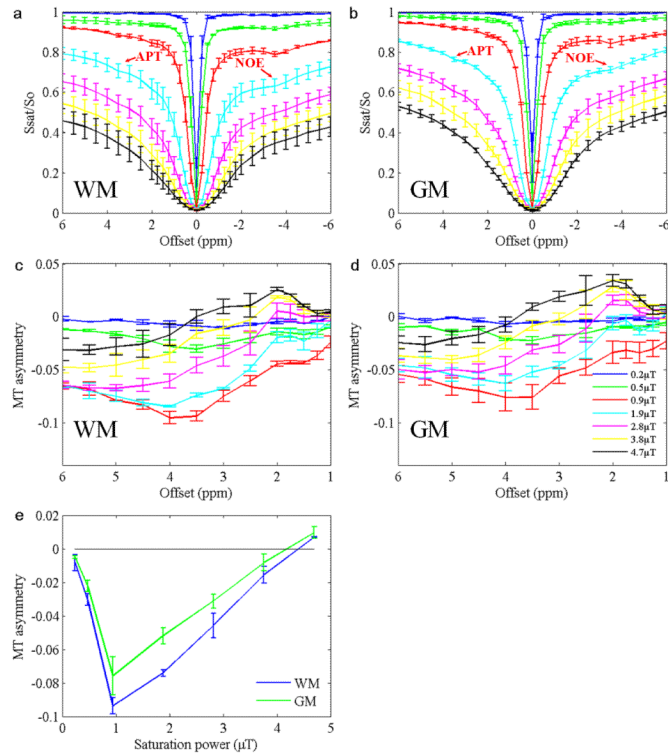 a
b
1
0.8
0.6
0.4
0.2
0
Ssat/So
APT
NOE
WM
6 4 2 0 -2 -4 -6
Offset (ppm)
1
0.8
0.6
0.4
0.2
0
APT
NOE
GM
6 4 2 0 -2 -4 -6
Offset (ppm)
c
d
0.05
0
-0.05
-0.1
MT asymmetry
WM
6 5 4 3 2 1
Offset (ppm)
0.05
0
-0.05
-0.1
MT asymmetry
GM
0.2μT
0.5μT
0.9μT
1.9μT
2.8μT
3.8μT
4.7μT
6 5 4 3 2 1
Offset (ppm)
e
0.02
0
-0.02
-0.04
-0.06
-0.08
-0.1
MT asymmetry
WM
GM
0 1 2 3 4 5
Saturation power (μT)